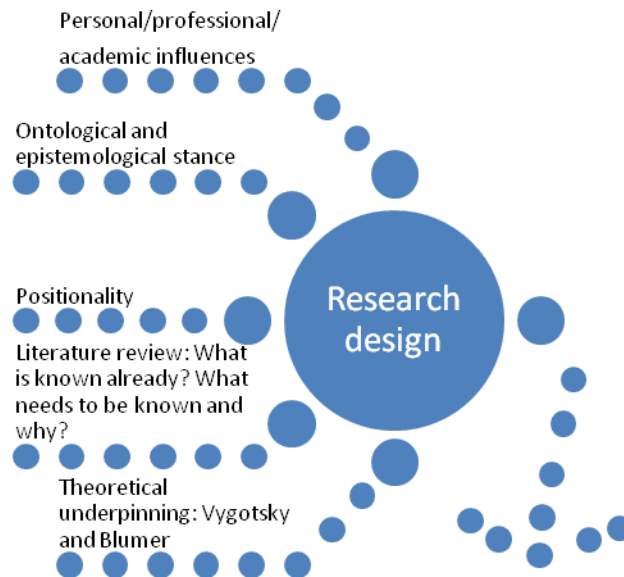 Personal/professional/
academic influences
Ontological and
epistemological stance
Positionality
Literature review: What
is known already? What
needs to be known and
why?
Theoretical
underpinning: Vygotsky
and Blumer
Research
design